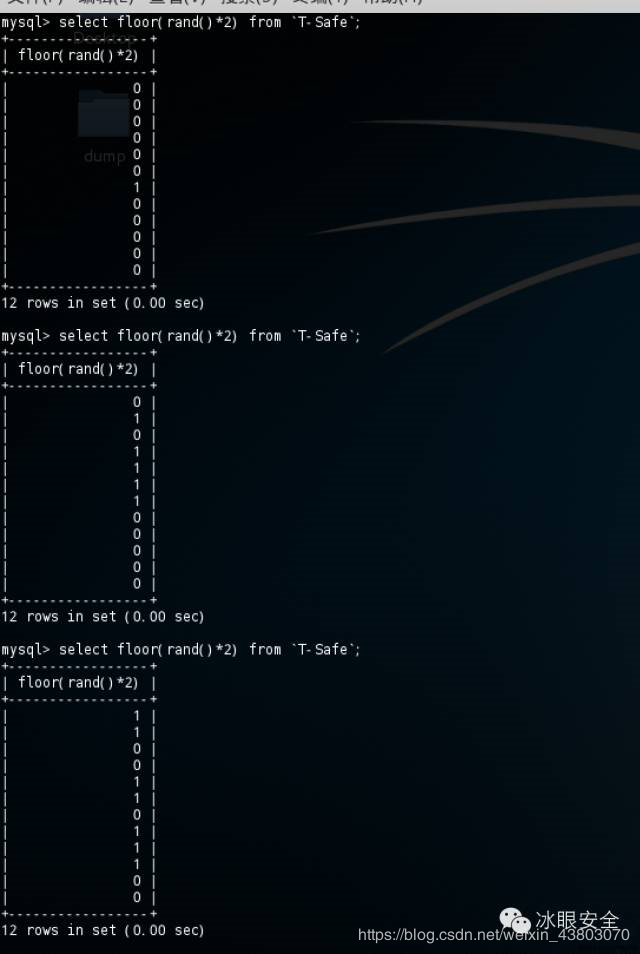 mysql> select floor(rand()*2) from `T-Safe`;
+-----------------+
| floor(rand()*2) |
+-----------------+
| 0 |
| 0 |
| 0 |
| 0 |
| 0 |
| 0 |
| 1 |
| 0 |
| 0 |
| 0 |
| 0 |
| 0 |
+-----------------+
12 rows in set (0.00 sec)
Desktop
dump
mysql> select floor(rand()*2) from `T-Safe`;
+-----------------+
| floor(rand()*2) |
+-----------------+
| 0 |
| 1 |
| 0 |
| 1 |
| 1 |
| 1 |
| 1 |
| 0 |
| 0 |
| 0 |
| 0 |
| 0 |
+-----------------+
12 rows in set (0.00 sec)
mysql> select floor(rand()*2) from `T-Safe`;
+-----------------+
| floor(rand()*2) |
+-----------------+
| 1 |
| 1 |
| 0 |
| 0 |
| 1 |
| 1 |
| 0 |
| 1 |
| 1 |
| 1 |
| 0 |
| 0 |
+-----------------+
12 rows in set (0.00 sec)
冰眼安全
https://blog.csdn.net/weixin_43803070